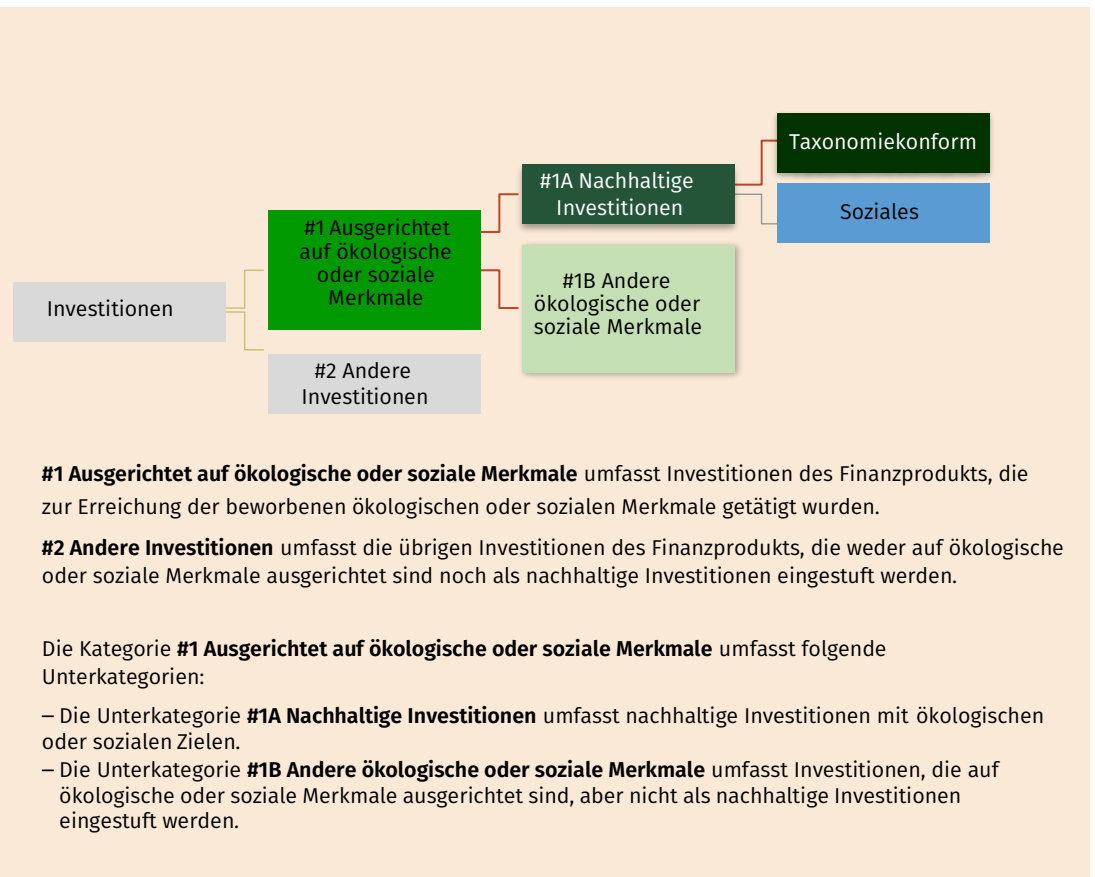 Taxonomiekonform
#1A Nachhaltige
Investitionen
Soziales
#1 Ausgerichtet
auf ökologische
oder soziale
Merkmale
#1B Andere
ökologische oder
soziale Merkmale
Investitionen
#2 Andere
Investitionen
#1 Ausgerichtet auf ökologische oder soziale Merkmale umfasst Investitionen des Finanzprodukts, die
zur Erreichung der beworbenen ökologischen oder sozialen Merkmale getätigt wurden.
#2 Andere Investitionen umfasst die übrigen Investitionen des Finanzprodukts, die weder auf ökologische
oder soziale Merkmale ausgerichtet sind noch als nachhaltige Investitionen eingestuft werden.
Die Kategorie #1 Ausgerichtet auf ökologische oder soziale Merkmale umfasst folgende
Unterkategorien:
– Die Unterkategorie #1A Nachhaltige Investitionen umfasst nachhaltige Investitionen mit ökologischen
oder sozialen Zielen.
– Die Unterkategorie #1B Andere ökologische oder soziale Merkmale umfasst Investitionen, die auf
ökologische oder soziale Merkmale ausgerichtet sind, aber nicht als nachhaltige Investitionen
eingestuft werden.